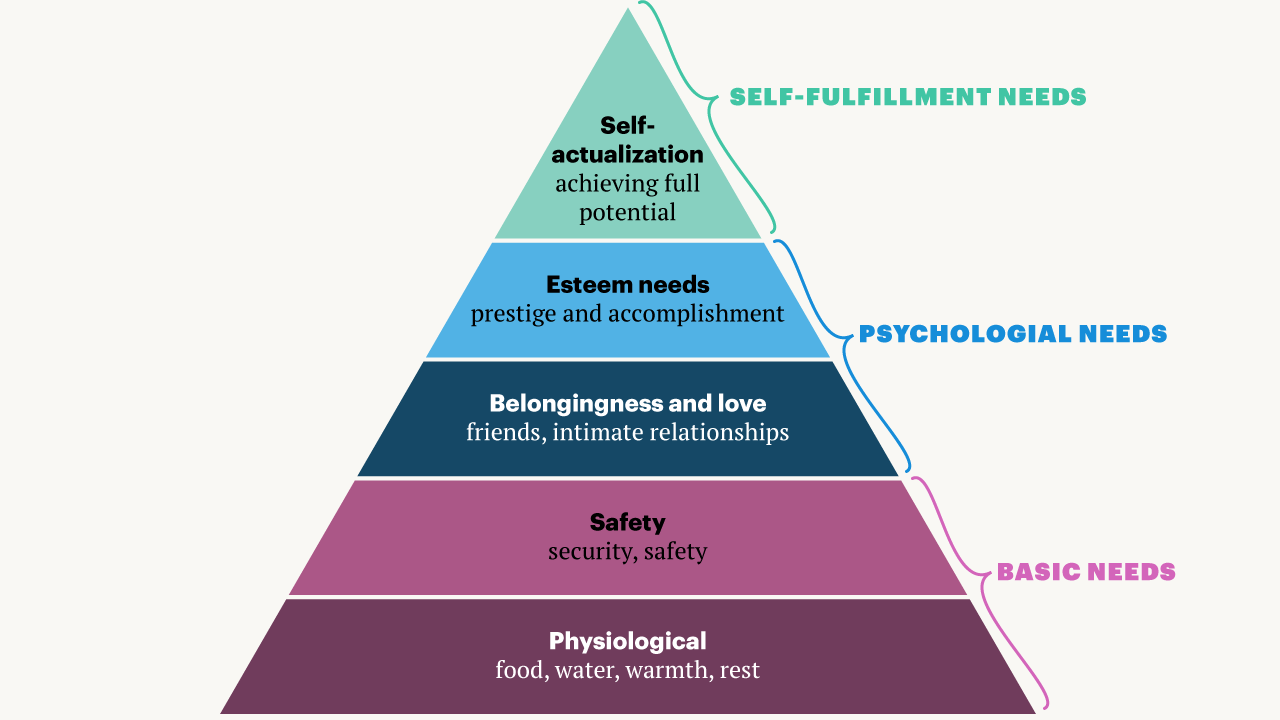 Self-
actualization
achieving full
potential
SELF-FULFILLMENT NEEDS
Esteem needs
prestige and accomplishment
PSYCHOLOGIAL NEEDS
Belongingness and love
friends, intimate relationships
Safety
security, safety
BASIC NEEDS
Physiological
food, water, warmth, rest